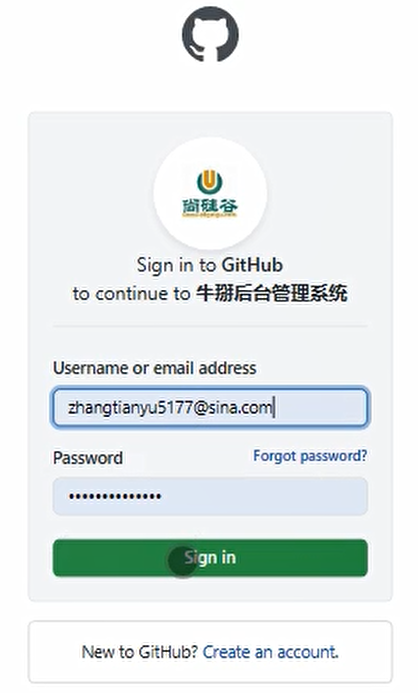 尚硅谷
Sign in to GitHub
to continue to 牛掰后台管理系统
Username or email address
zhangtianyu5177@sina.com
Password
Forgot password?
••••••••••••••
Sign in
New to GitHub? Create an account.